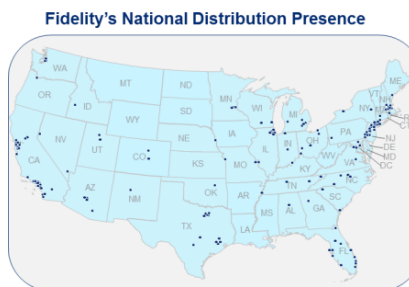 Fidelity's National Distribution Presence
WA
OR
CA
NV
ID
MT
WY
UT
AZ
CO
NM
ND
SD
NE
KS
OK
TX
MN
IA
MO
AR
LA
WI
IL
MI
IN
OH
KY
TN
MS
AL
GA
FL
SC
NC
VA
WV
PA
NY
VT
NH
ME
MA
CT
NJ
DE
MD
DC